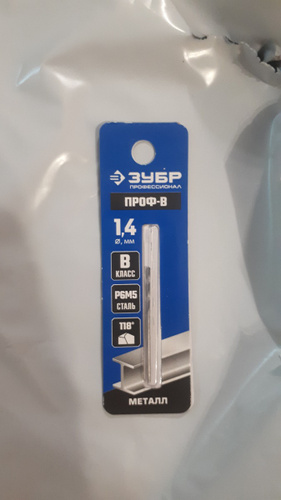 ЗУБР
ПРОФЕССИОНАЛ
ПРОФ-В
1,4
Ø, мм
В
КЛАСС
Р6М5
СТАЛЬ
118°
МЕТАЛЛ